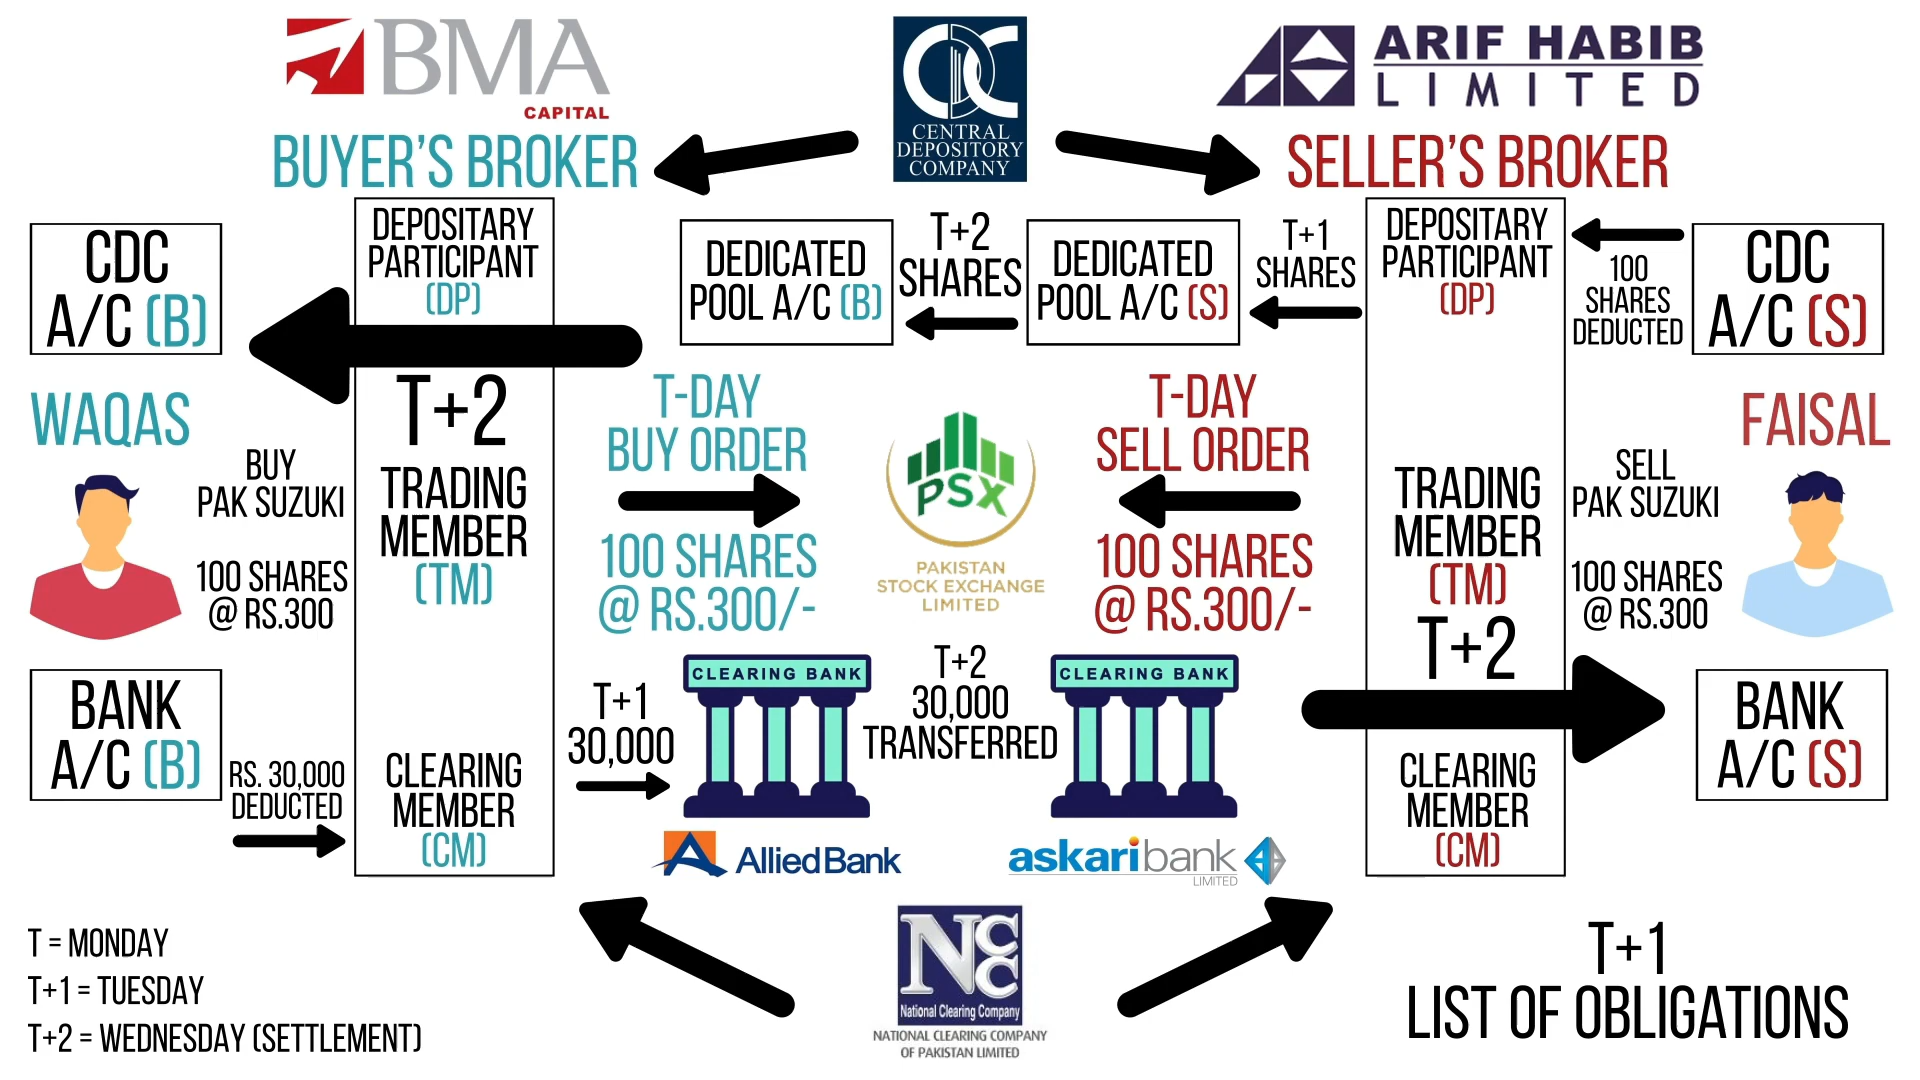 BMA
CAPITAL
BUYER'S BROKER
CENTRAL
DEPOSITORY
COMPANY
ARIF HABIB
LIMITED
SELLER'S BROKER
CDC
A/C (B)
DEPOSITARY
PARTICIPANT
(DP)
DEDICATED
POOL A/C (B)
T+2
SHARES
DEDICATED
POOL A/C (S)
T+1
SHARES
DEPOSITARY
PARTICIPANT
(DP)
100
SHARES
DEDUCTED
CDC
A/C (S)
WAQAS
BUY
PAK SUZUKI
100 SHARES
@ RS.300
T+2
TRADING
MEMBER
(TM)
T-DAY
BUY ORDER
100 SHARES
@ RS.300/-
PSX
PAKISTAN
STOCK EXCHANGE
LIMITED
T-DAY
SELL ORDER
100 SHARES
@ RS.300/-
TRADING
MEMBER
(TM)
T+2
SELL
PAK SUZUKI
100 SHARES
@ RS.300
FAISAL
BANK
A/C (B)
RS. 30,000
DEDUCTED
CLEARING
MEMBER
(CM)
T+1
30,000
CLEARING BANK
T+2
30,000
TRANSFERRED
CLEARING BANK
CLEARING
MEMBER
(CM)
BANK
A/C (S)
Allied Bank
askari bank
LIMITED
T = MONDAY
T+1 = TUESDAY
T+2 = WEDNESDAY (SETTLEMENT)
NCC
National Clearing Company
NATIONAL CLEARING COMPANY
OF PAKISTAN LIMITED
T+1
LIST OF OBLIGATIONS